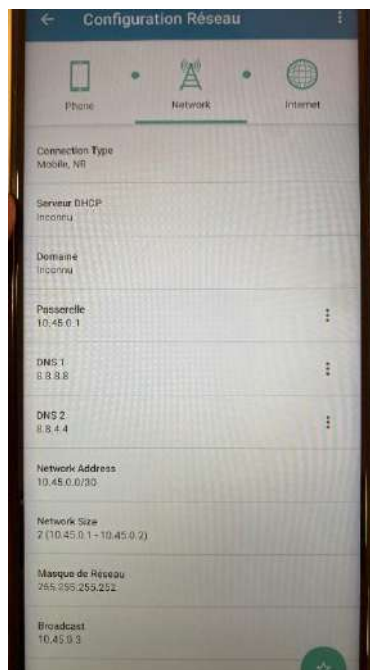 Configuration Réseau
Phone
Network
Internet
Connection Type
Mobile, NR
Serveur DHCP
Inconnu
Domaine
Inconnu
Passerelle
10.45.0.1
DNS 1
8.8.8.8
DNS 2
8.8.4.4
Network Address
10.45.0.0/30
Network Size
2 (10.45.0.1 - 10.45.0.2)
Masque de Réseau
255.255.255.252
Broadcast
10.45.0.3